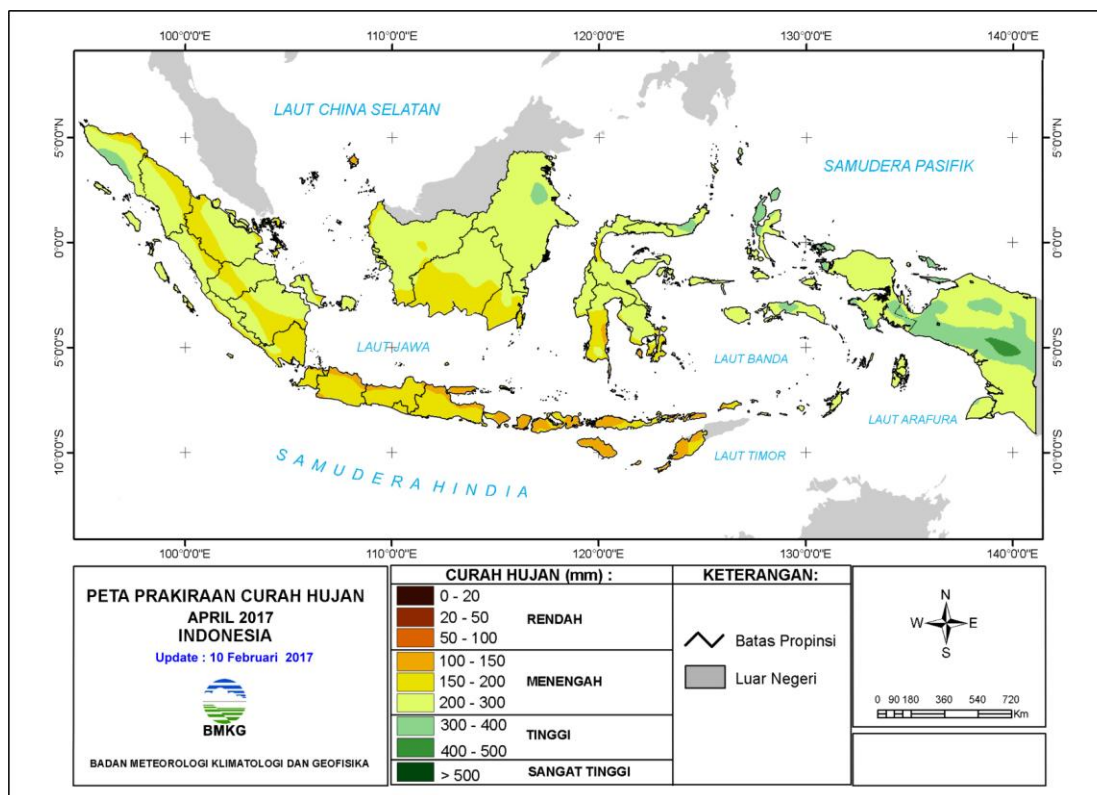 100°0'0"E 110°0'0"E 120°0'0"E 130°0'0"E 140°0'0"E
LAUT CHINA SELATAN
5°0'0"N 5°0'0"N
SAMUDERA PASIFIK
0°0'0" 0°0'0"
LAUT JAWA
LAUT BANDA
5°0'0"S 5°0'0"S
LAUT ARAFURA
LAUT TIMOR
10°0'0"S 10°0'0"S
SAMUDERA HINDIA
100°0'0"E 110°0'0"E 120°0'0"E 130°0'0"E 140°0'0"E
PETA PRAKIRAAN CURAH HUJAN
APRIL 2017
INDONESIA
Update : 10 Februari 2017
BMKG
BADAN METEOROLOGI KLIMATOLOGI DAN GEOFISIKA
CURAH HUJAN (mm) :
0 - 20
20 - 50
50 - 100
RENDAH
100 - 150
150 - 200
200 - 300
MENENGAH
300 - 400
400 - 500
TINGGI
> 500
SANGAT TINGGI
KETERANGAN:
Batas Propinsi
Luar Negeri
N
W E
S
0 90 180 360 540 720
Km